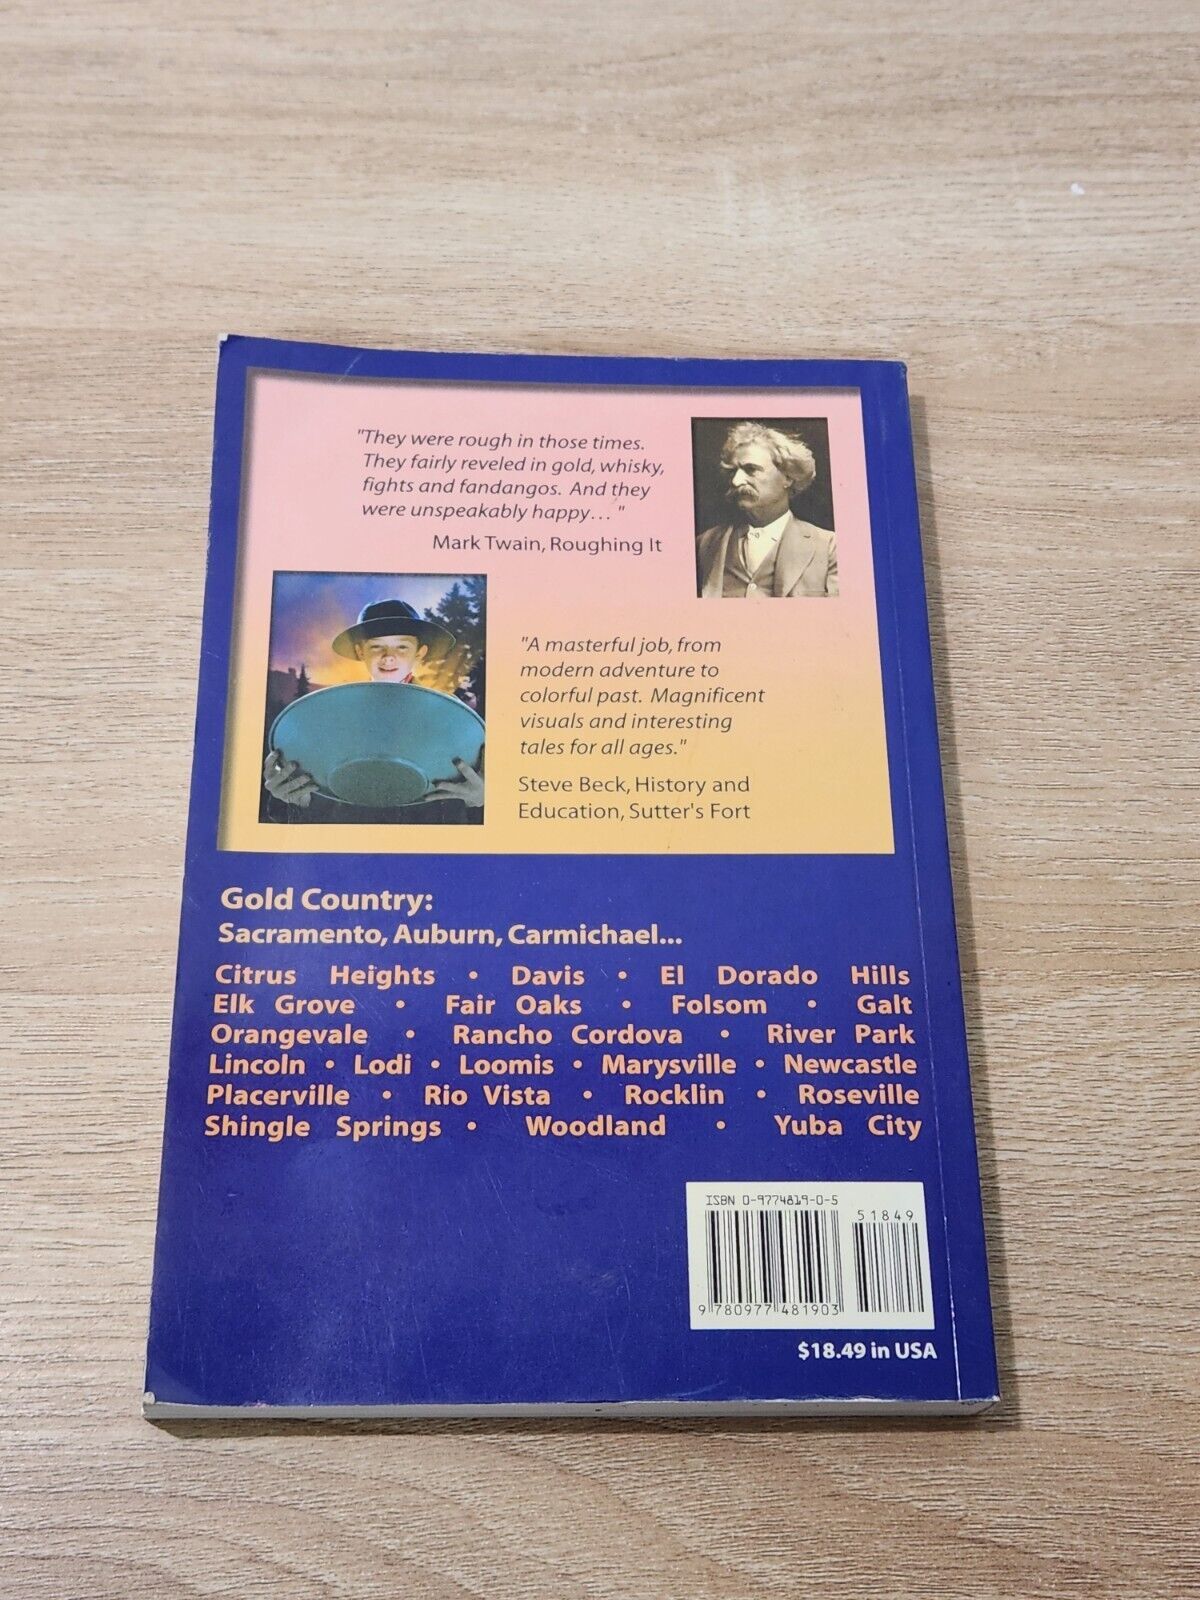 "They were rough in those times.
They fairly reveled in gold, whisky,
fights and fandangos. And they
were unspeakably happy... "
Mark Twain, Roughing It
"A masterful job, from
modern adventure to
colorful past. Magnificent
visuals and interesting
tales for all ages."
Steve Beck, History and
Education, Sutter's Fort
Gold Country:
Sacramento, Auburn, Carmichael...
Citrus Heights • Davis • El Dorado Hills
Elk Grove • Fair Oaks • Folsom • Galt
Orangevale • Rancho Cordova • River Park
Lincoln • Lodi • Loomis • Marysville • Newcastle
Placerville • Rio Vista • Rocklin • Roseville
Shingle Springs • Woodland • Yuba City
ISBN 0-9774819-0-5
51849
9 780977 481903
$18.49 in USA